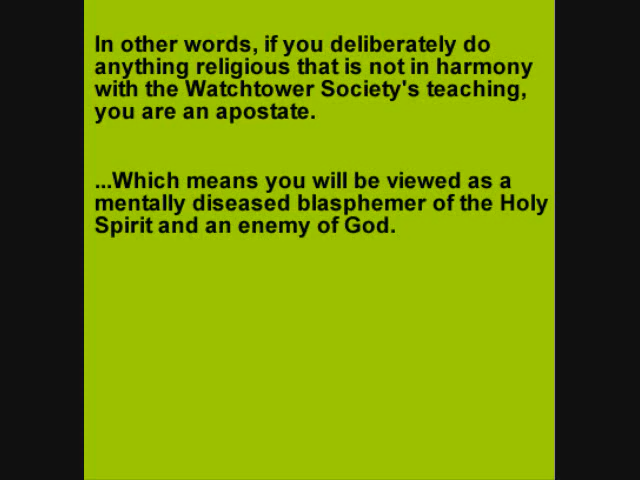 In other words, if you deliberately do
anything religious that is not in harmony
with the Watchtower Society's teaching,
you are an apostate.
...Which means you will be viewed as a
mentally diseased blasphemer of the Holy
Spirit and an enemy of God.